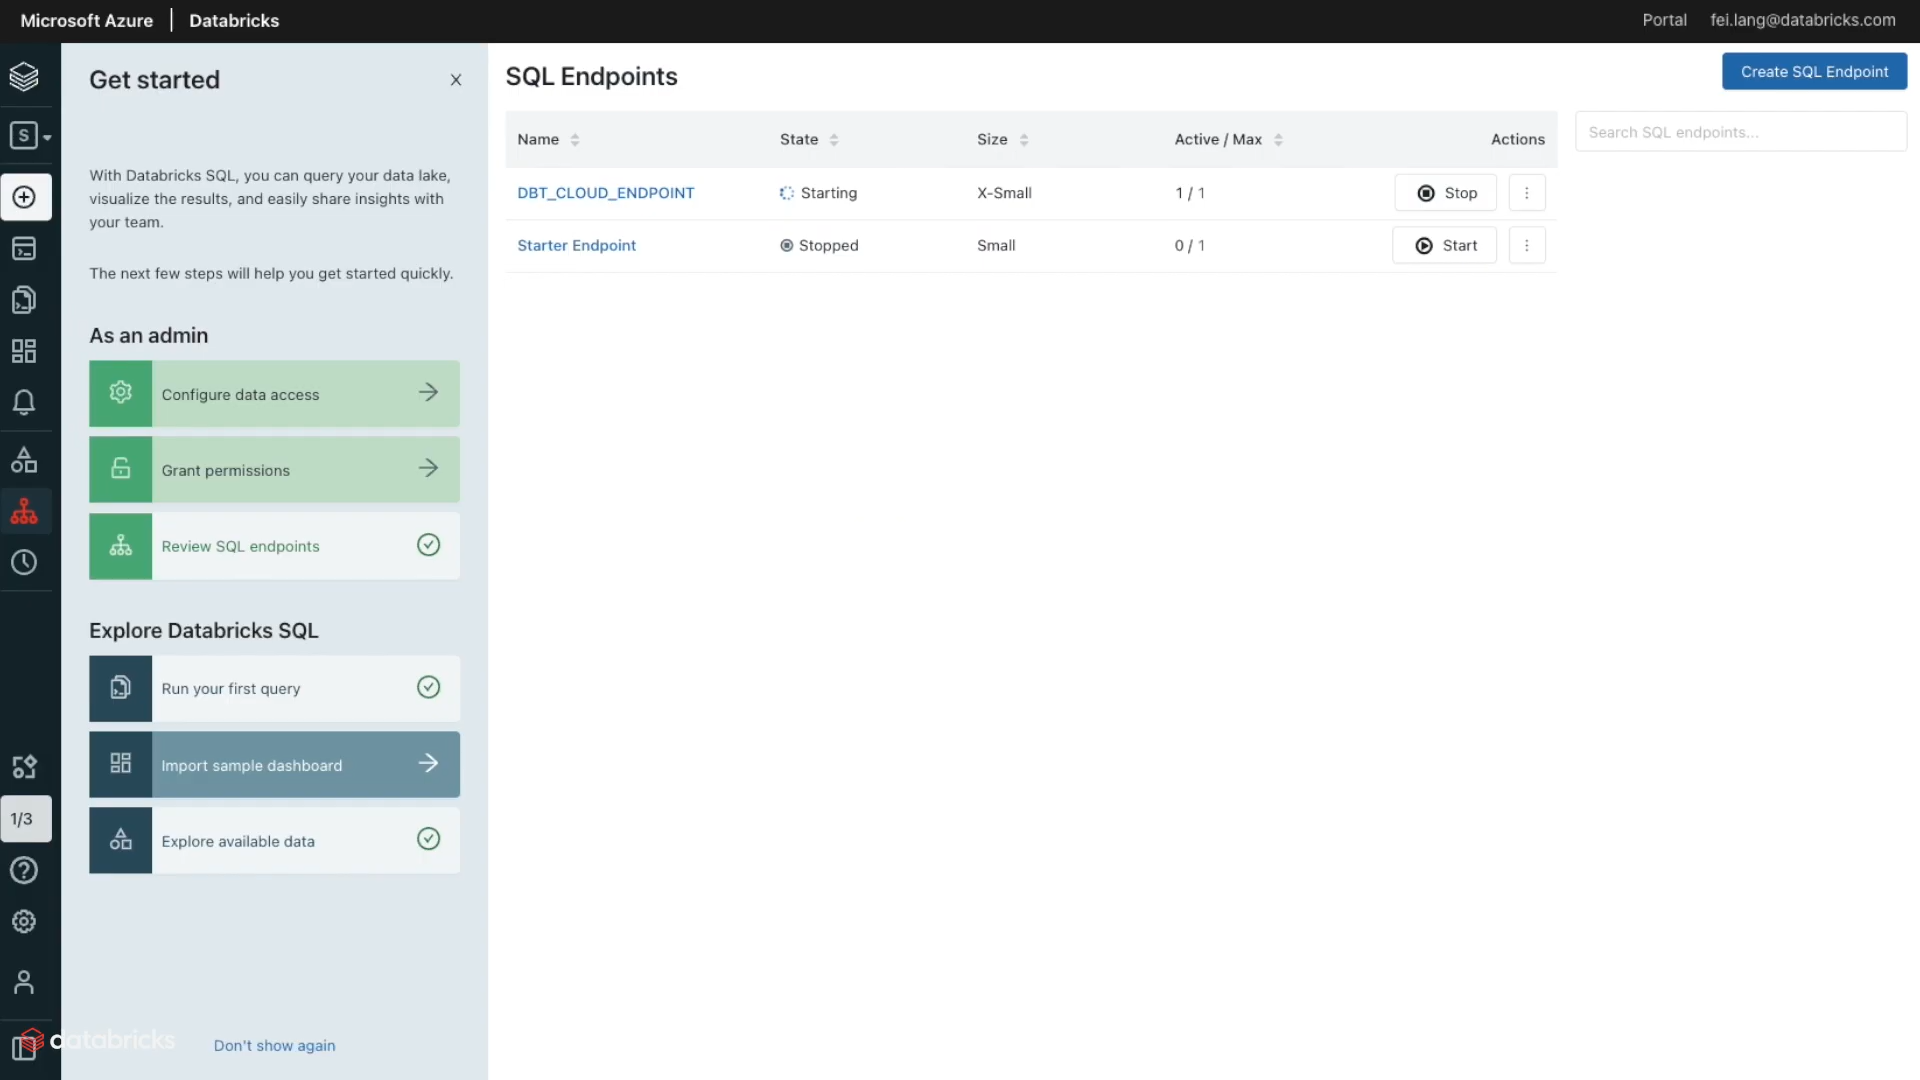 Microsoft Azure | Databricks
Portal fei.lang@databricks.com
Get started
With Databricks SQL, you can query your data lake,
visualize the results, and easily share insights with
your team.
The next few steps will help you get started quickly.
As an admin
Configure data access
Grant permissions
Review SQL endpoints
Explore Databricks SQL
Run your first query
Import sample dashboard
Explore available data
Don't show again
S
1/3
databricks
SQL Endpoints
Create SQL Endpoint
Search SQL endpoints...
Name State Size Active / Max Actions
DBT_CLOUD_ENDPOINT Starting X-Small 1 / 1 Stop
Starter Endpoint Stopped Small 0 / 1 Start